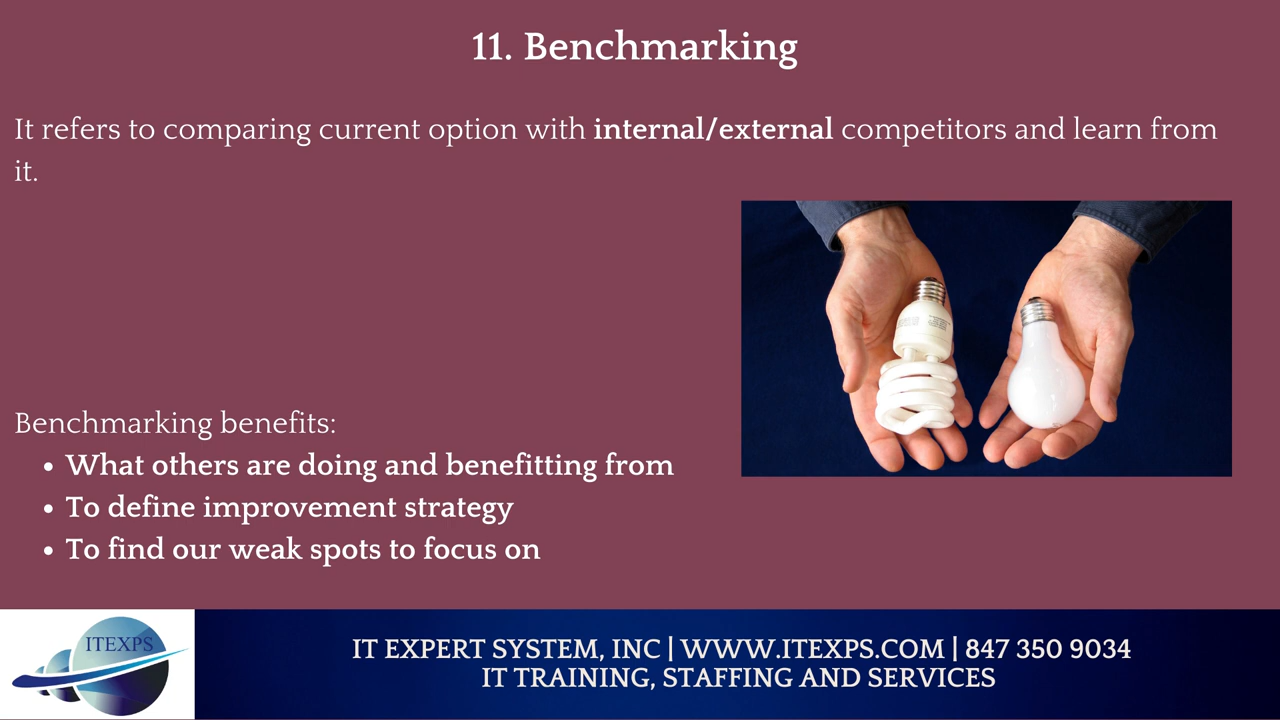 11. Benchmarking
It refers to comparing current option with internal/external competitors and learn from
it.
Benchmarking benefits:
• What others are doing and benefitting from
• To define improvement strategy
• To find our weak spots to focus on
ITEXPS
IT EXPERT SYSTEM, INC | WWW.ITEXPS.COM | 847 350 9034
IT TRAINING, STAFFING AND SERVICES